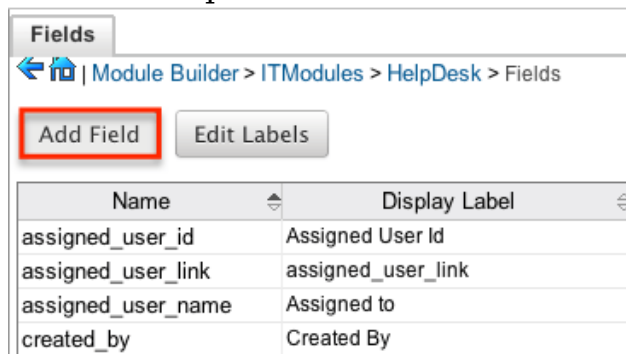 Fields
| Module Builder > ITModules > HelpDesk > Fields
Add Field Edit Labels
Name Display Label
assigned_user_id Assigned User Id
assigned_user_link assigned_user_link
assigned_user_name Assigned to
created_by Created By